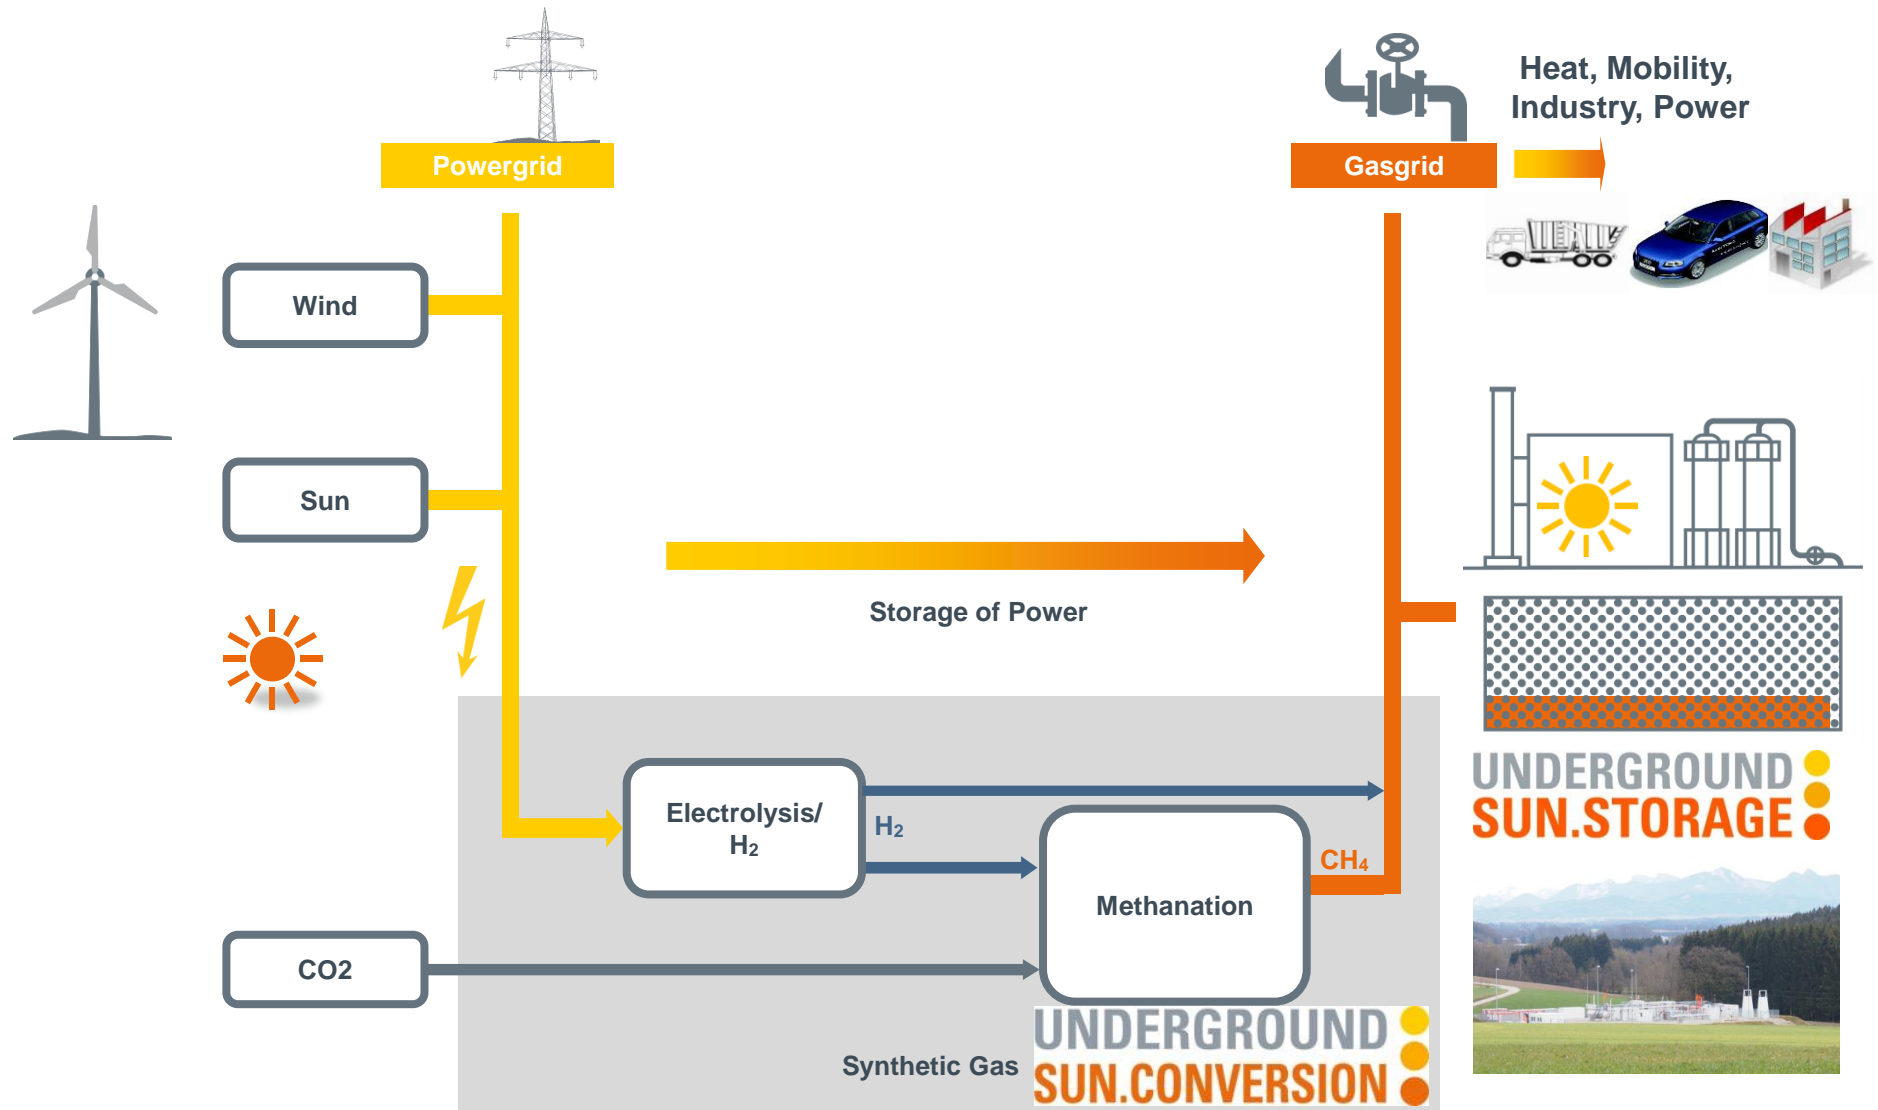 Powergrid
Gasgrid
Heat, Mobility,
Industry, Power
Wind
Sun
Storage of Power
Electrolysis/
H₂
H₂
CH₄
Methanation
CO2
Synthetic Gas
UNDERGROUND
SUN.CONVERSION
UNDERGROUND
SUN.STORAGE